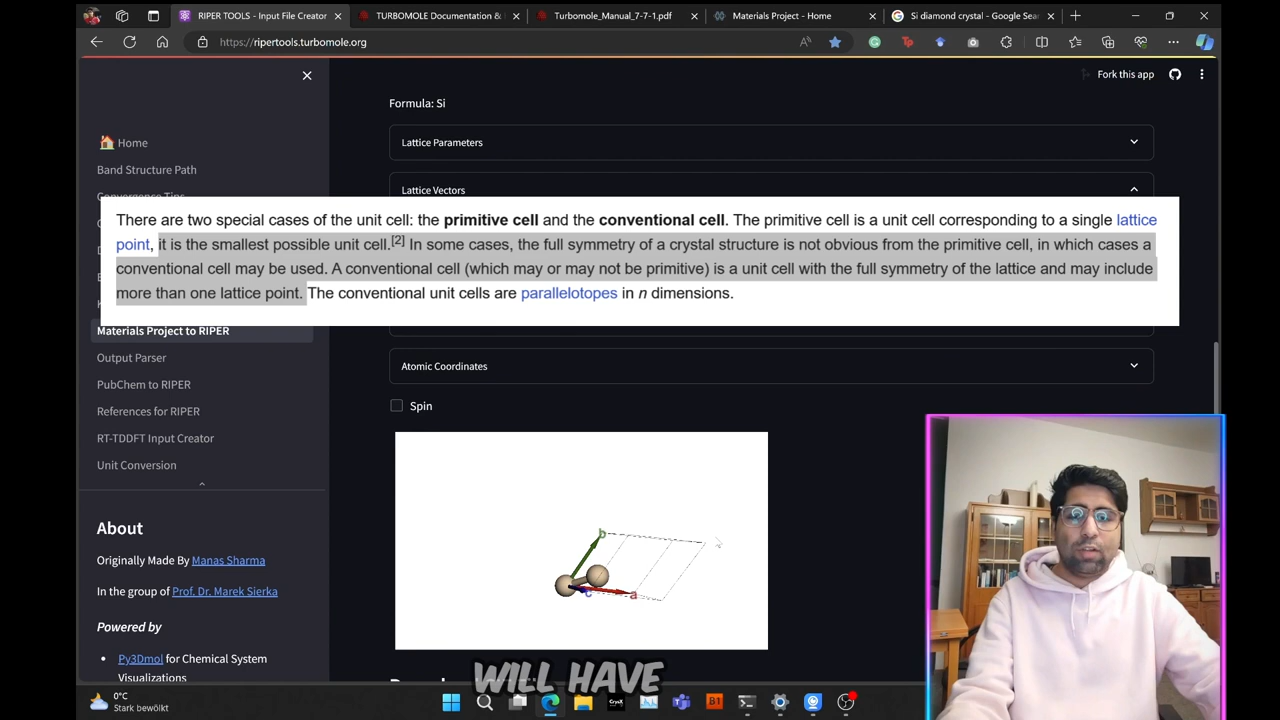 RIPER TOOLS - Input File Creator
TURBOMOLE Documentation &
Turbomole_Manual_7-7-1.pdf
Materials Project - Home
Si diamond crystal - Google Sea
https://ripertools.turbomole.org
Fork this app
Formula: Si
Home
Lattice Parameters
Band Structure Path
Lattice Vectors
Convergence Tips
There are two special cases of the unit cell: the primitive cell and the conventional cell. The primitive cell is a unit cell corresponding to a single lattice
point, it is the smallest possible unit cell.[2] In some cases, the full symmetry of a crystal structure is not obvious from the primitive cell, in which cases a
conventional cell may be used. A conventional cell (which may or may not be primitive) is a unit cell with the full symmetry of the lattice and may include
more than one lattice point. The conventional unit cells are parallelotopes in n dimensions.
Materials Project to RIPER
Output Parser
Atomic Coordinates
PubChem to RIPER
Spin
References for RIPER
RT-TDDFT Input Creator
Unit Conversion
About
b
Originally Made By Manas Sharma
In the group of Prof. Dr. Marek Sierka
c
a
Powered by
Py3Dmol for Chemical System
Visualizations
WILL HAVE
0°C
Stark bewölkt
CrysX
B1